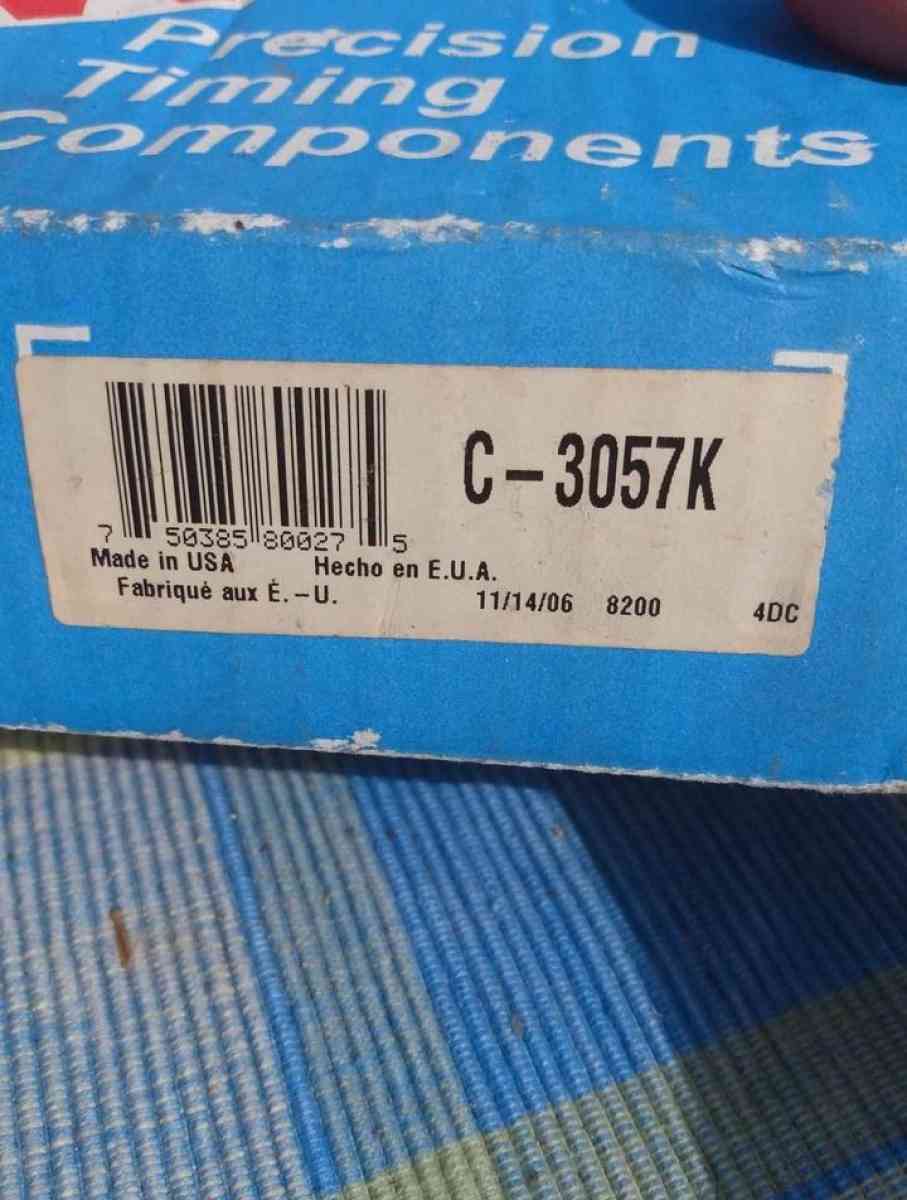 Precision
Timing
Components
C-3057K
7 50385 80027 5
Made in USA Hecho en E.U.A.
Fabriqué aux É.-U.
11/14/06 8200 4DC